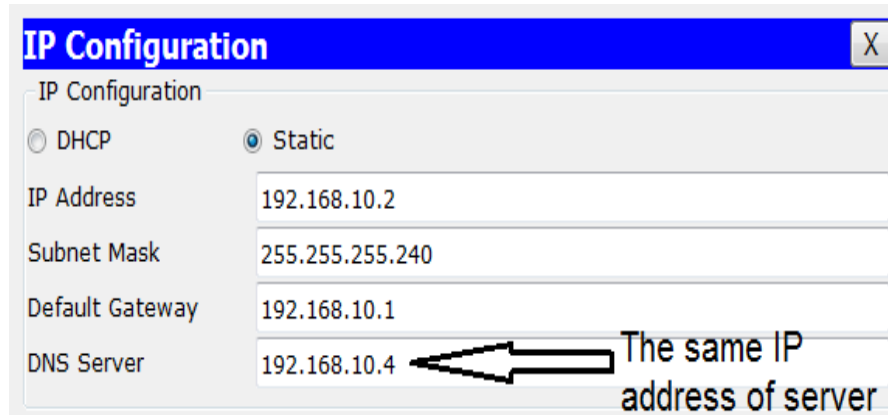 IP Configuration X
IP Configuration
DHCP Static
IP Address 192.168.10.2
Subnet Mask 255.255.255.240
Default Gateway 192.168.10.1
DNS Server 192.168.10.4 The same IP
address of server